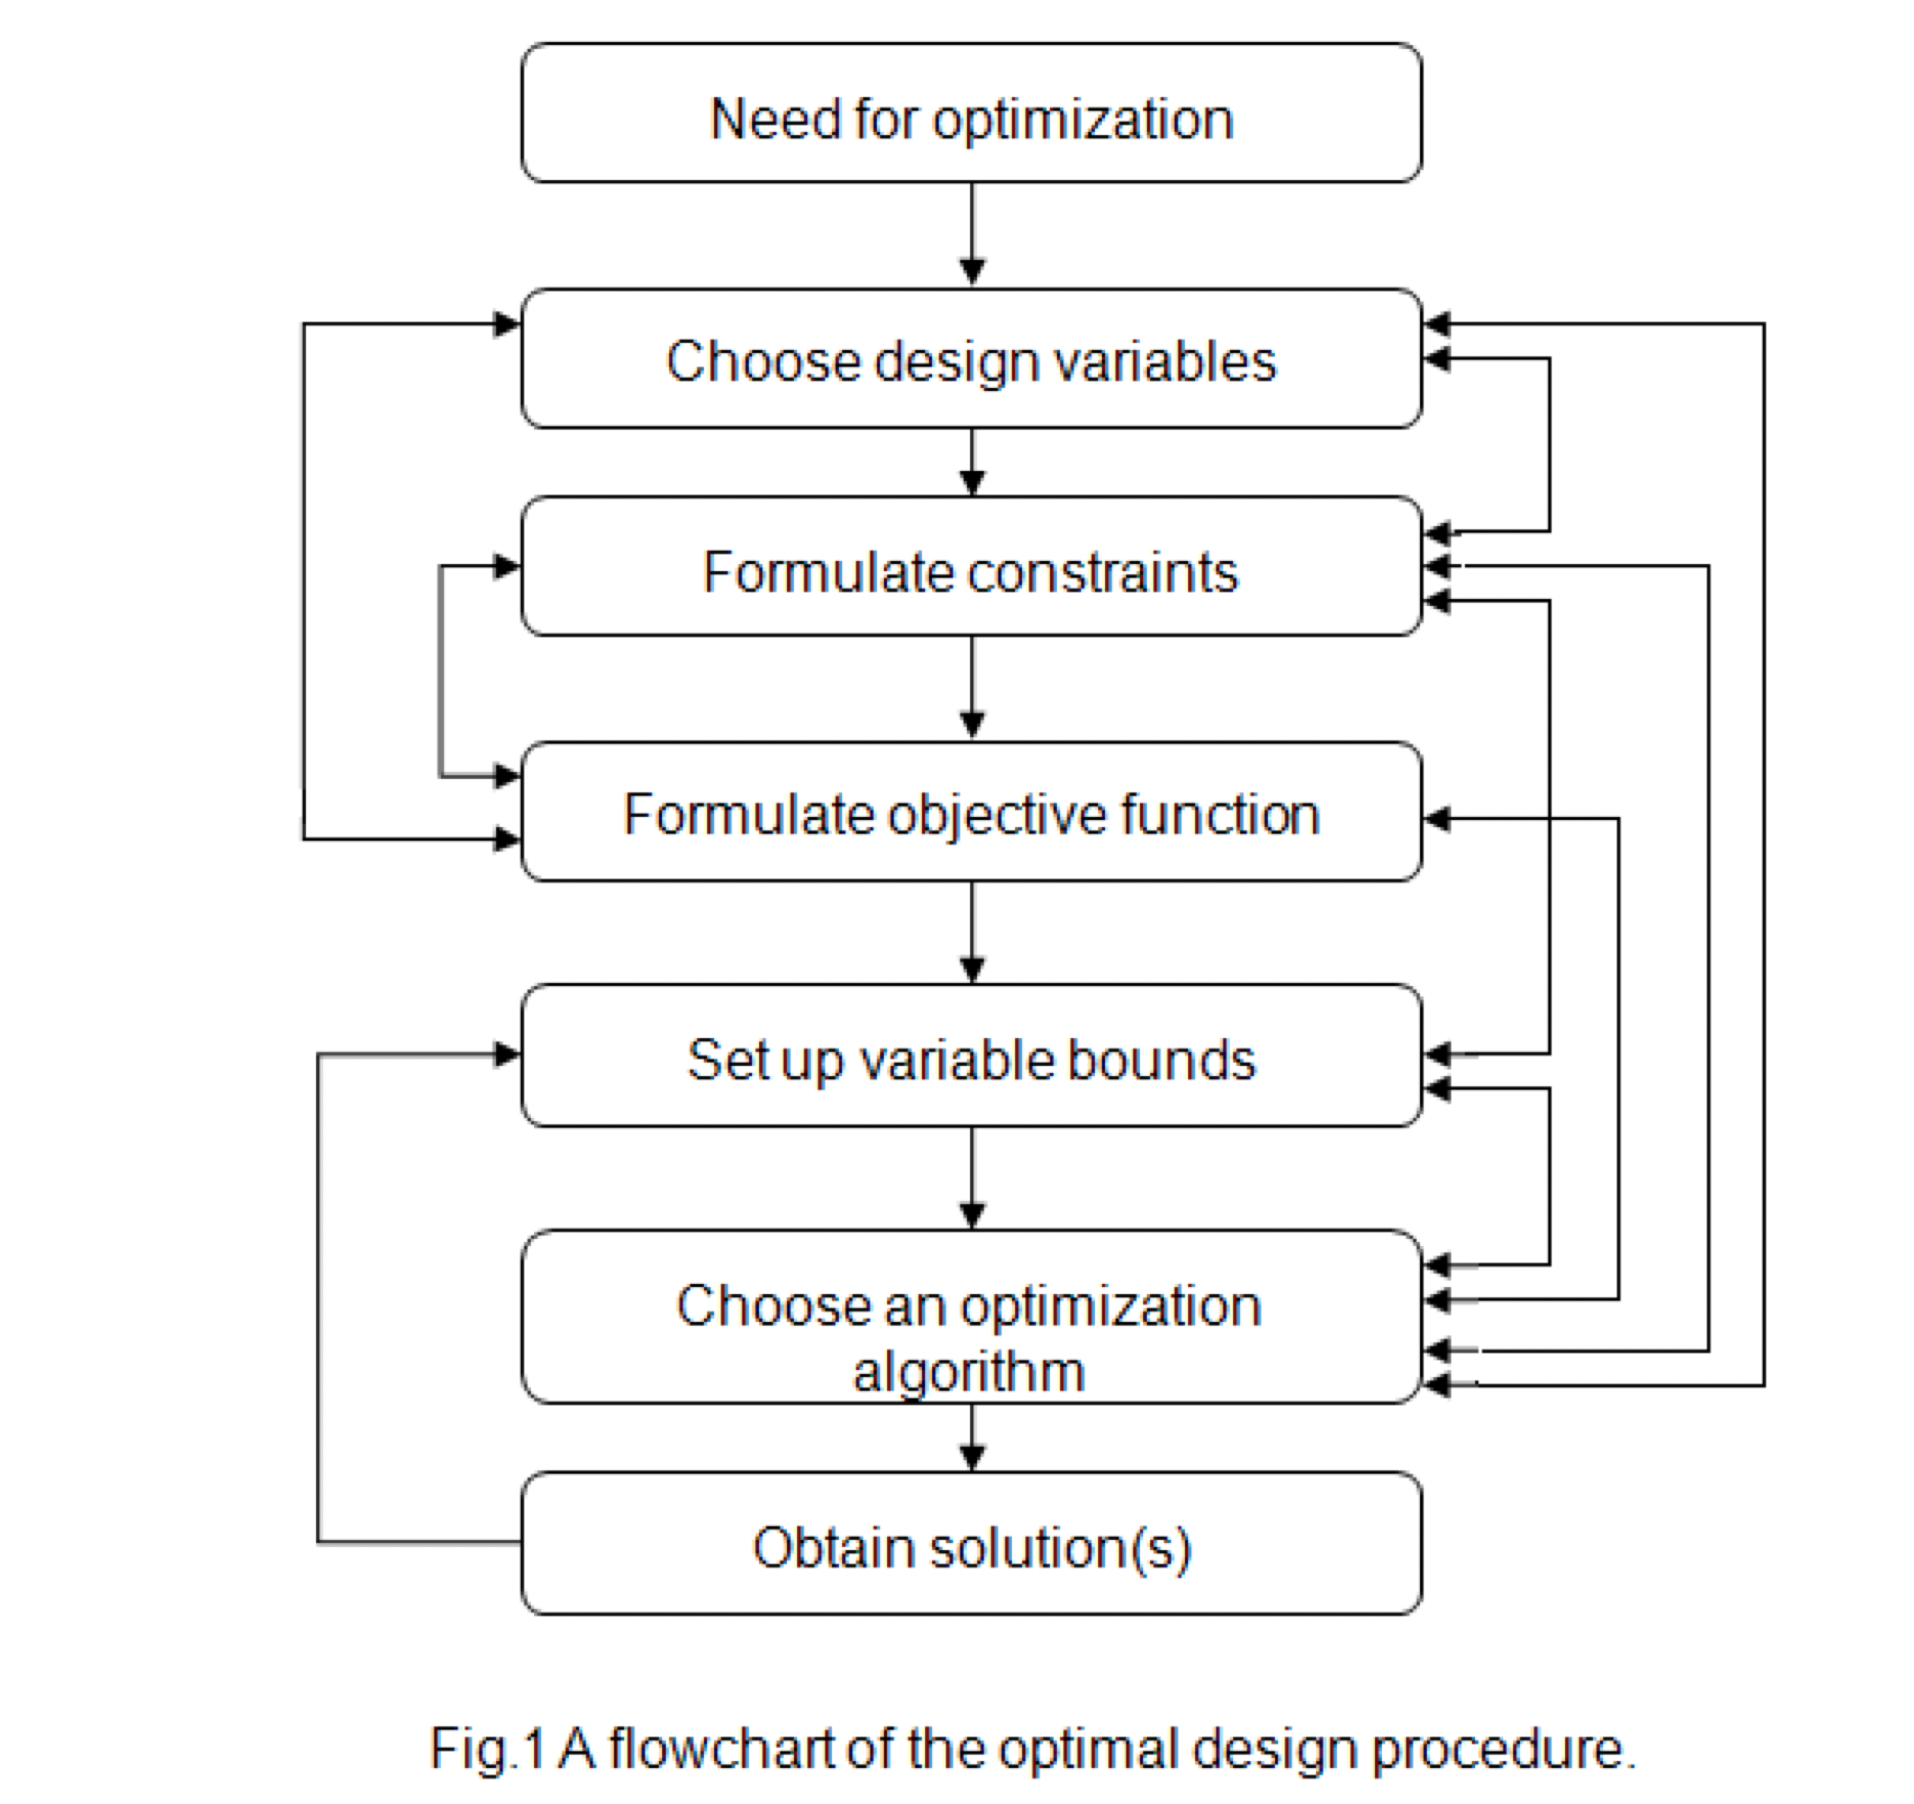 Need for optimization
Choose design variables
Formulate constraints
Formulate objective function
Set up variable bounds
Choose an optimization
algorithm
Obtain solution(s)
Fig.1 A flowchart of the optimal design procedure.